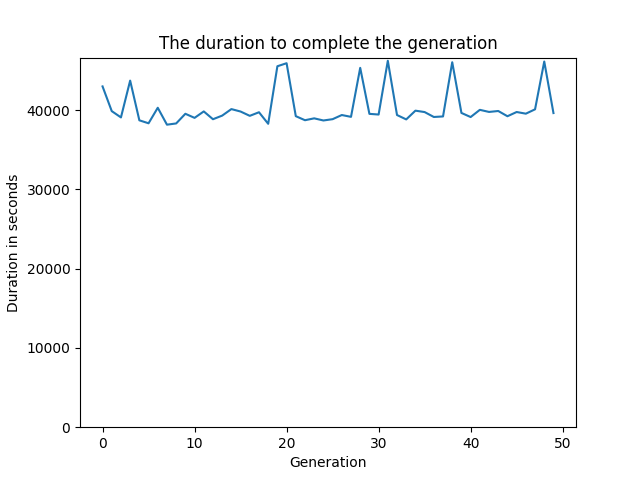 The duration to complete the generation
Duration in seconds
40000
30000
20000
10000
0
0 10 20 30 40 50
Generation